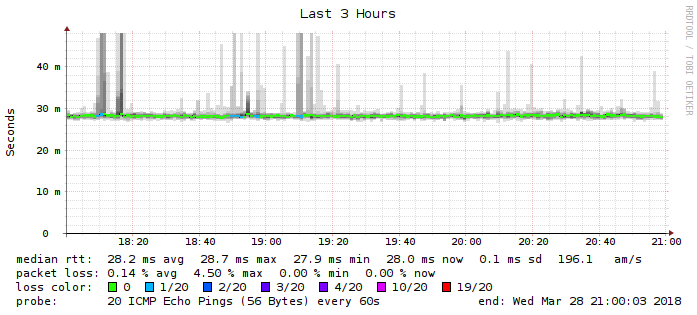 Last 3 Hours
RRDTOOL / TOBI OETIKER
Seconds
40 m
30 m
20 m
10 m
0
18:20 18:40 19:00 19:20 19:40 20:00 20:20 20:40 21:00
median rtt: 28.2 ms avg 28.7 ms max 27.9 ms min 28.0 ms now 0.1 ms sd 196.1 am/s
packet loss: 0.14 % avg 4.50 % max 0.00 % min 0.00 % now
loss color: 0 1/20 2/20 3/20 4/20 10/20 19/20
probe: 20 ICMP Echo Pings (56 Bytes) every 60s end: Wed Mar 28 21:00:03 2018